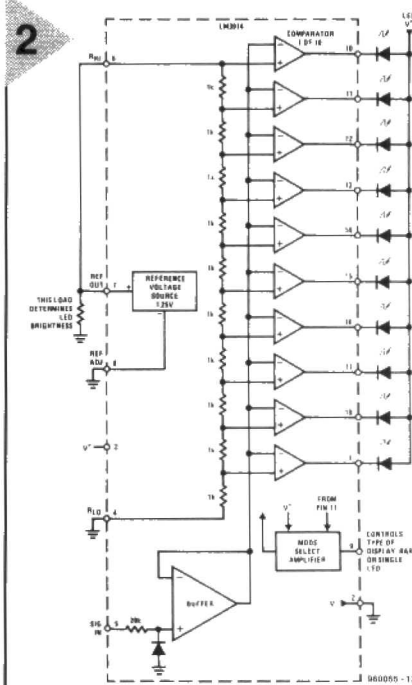 2
LM3914
COMPARATOR
1 OF 10
LED
V+
RHI
6
10
1k
11
1k
12
1k
13
1k
14
1k
15
1k
16
1k
17
1k
18
1k
1
1k
REF
OUT
7
+
REFERENCE
VOLTAGE
SOURCE
1.25V
−
THIS LOAD
DETERMINES
LED
BRIGHTNESS
REF
ADJ
8
2
RLO
4
FROM
PIN 11
MODE
SELECT
AMPLIFIER
9
CONTROLS
TYPE OF
DISPLAY BAR
OR SINGLE
LED
BUFFER
2
SIG
IN
5
20k